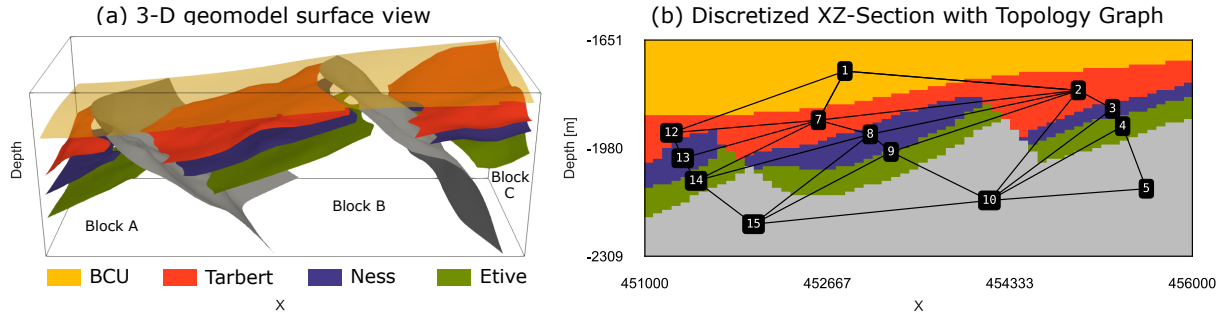 (a) 3-D geomodel surface view
Depth
Block A
Block B
Block
C
BCU
Tarbert
Ness
Etive
X
(b) Discretized XZ-Section with Topology Graph
Depth [m]
-1651
-1980
-2309
1
2
3
4
5
7
8
9
10
12
13
14
15
451000
452667
454333
456000
X